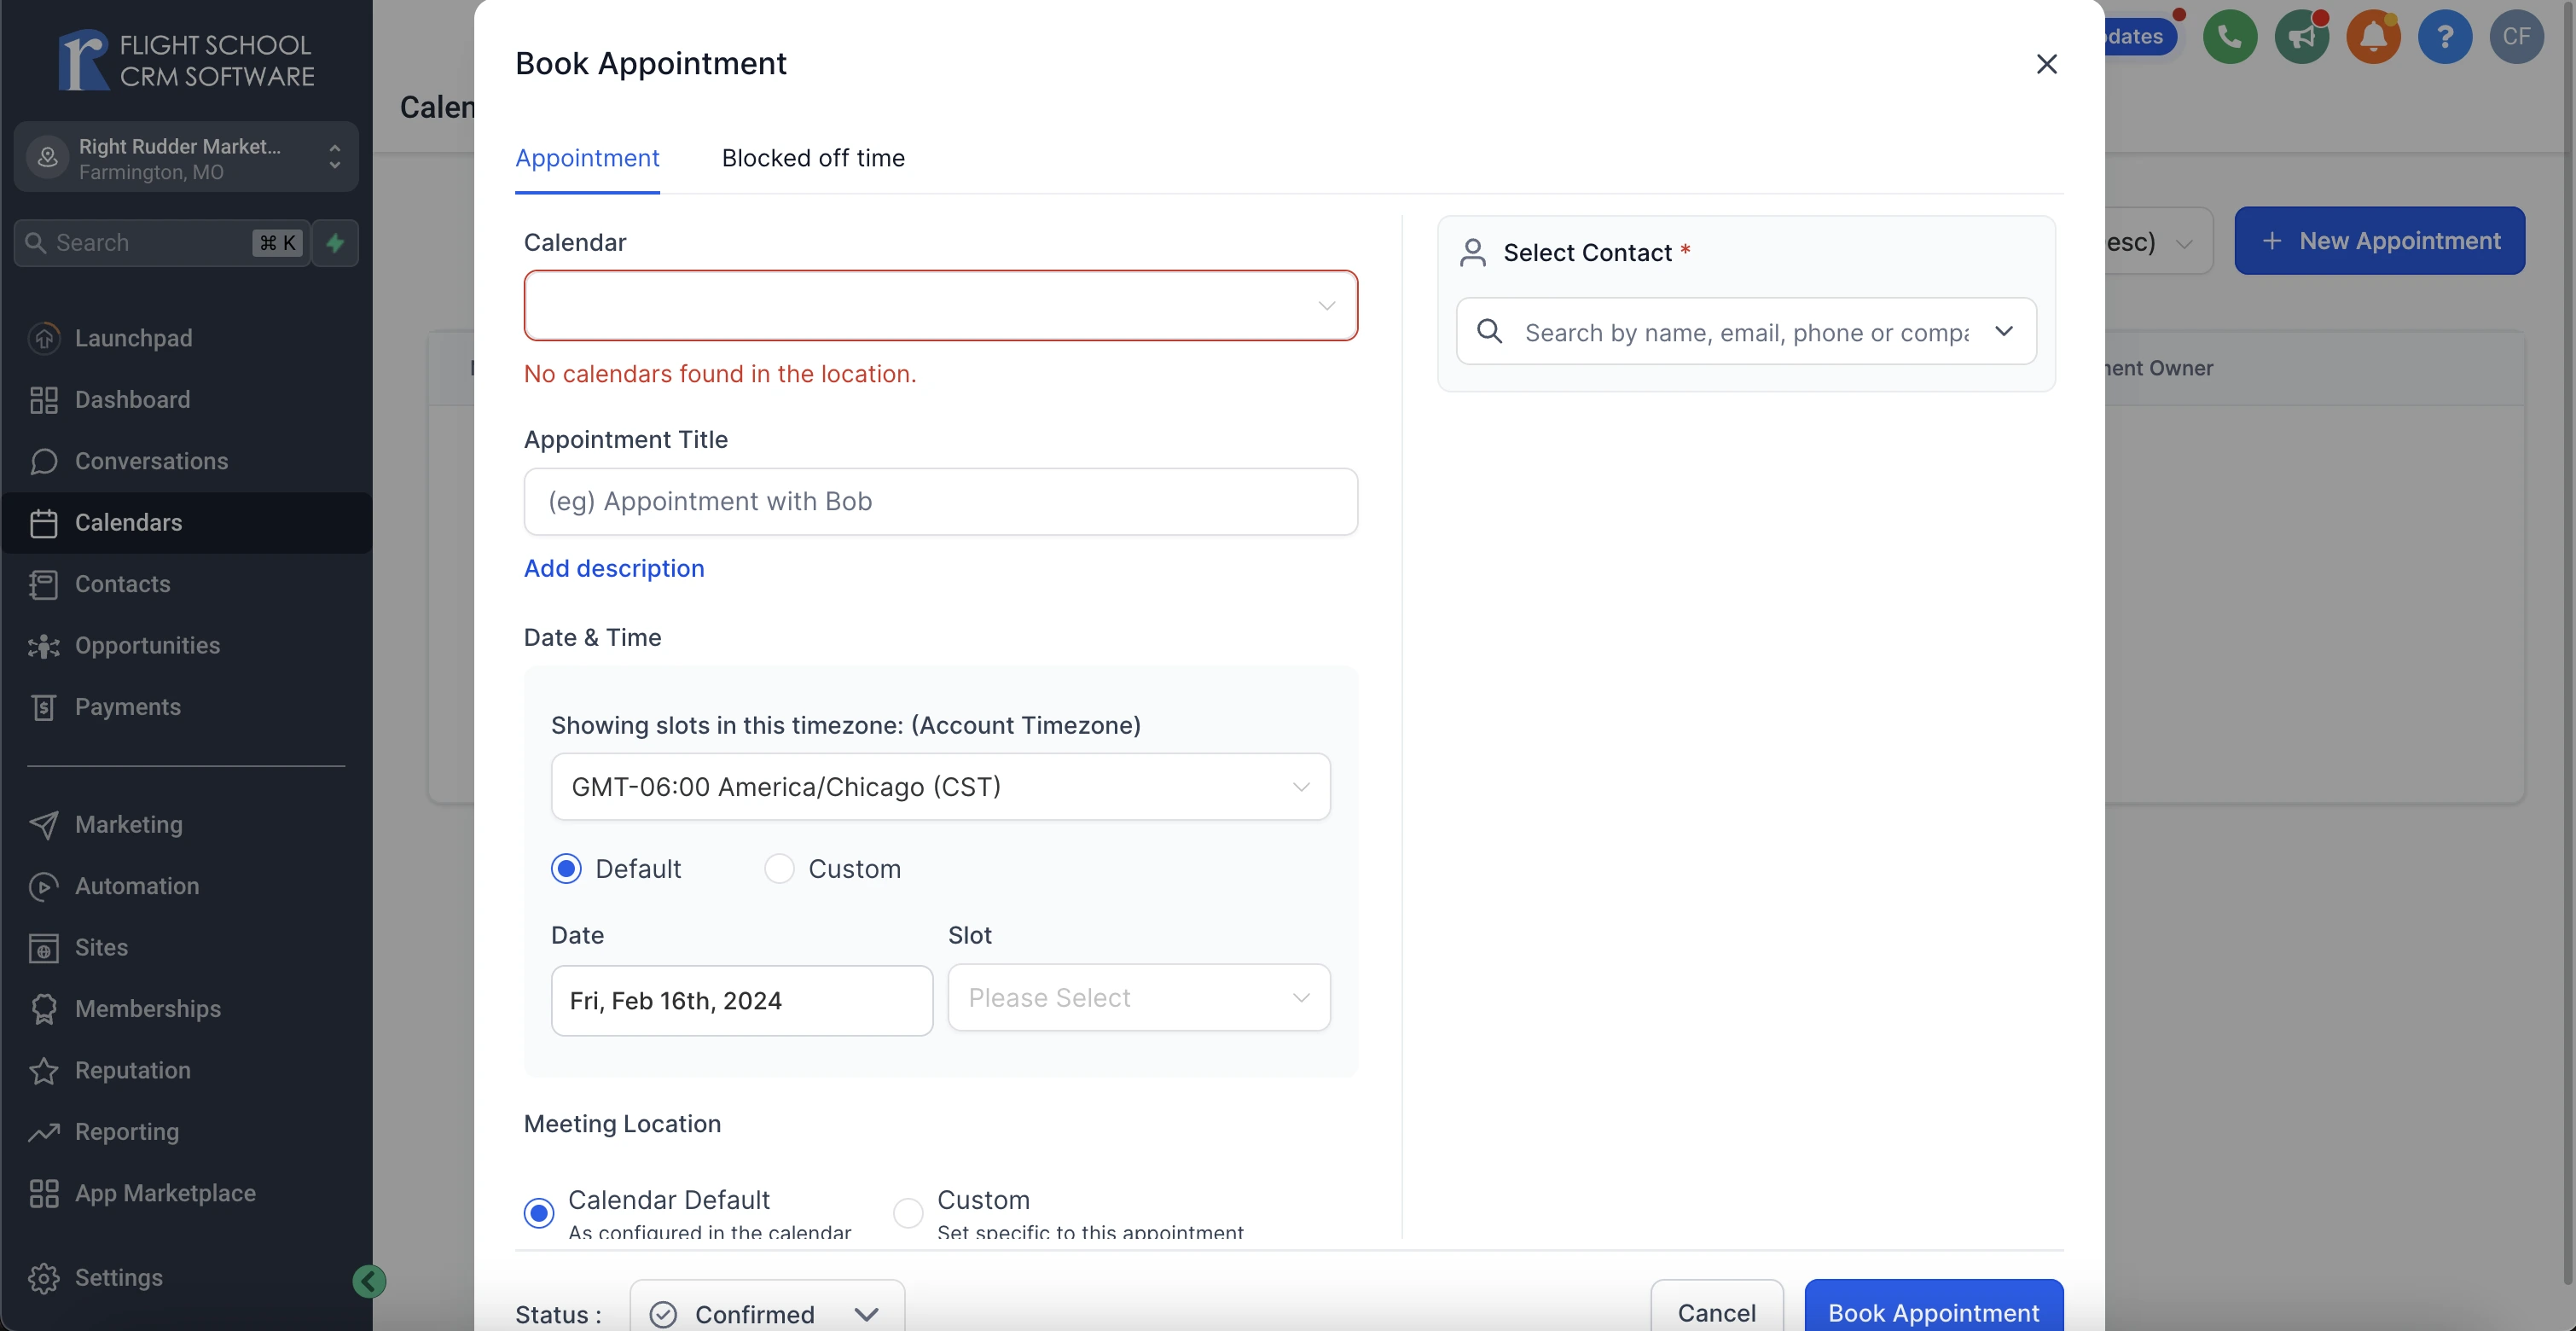 FLIGHT SCHOOL
CRM SOFTWARE
Right Rudder Market...
Farmington, MO
Search
⌘ K
Launchpad
Dashboard
Conversations
Calendars
Contacts
Opportunities
Payments
Marketing
Automation
Sites
Memberships
Reputation
Reporting
App Marketplace
Settings
Calen
Book Appointment
Appointment
Blocked off time
Calendar
No calendars found in the location.
Appointment Title
(eg) Appointment with Bob
Add description
Date & Time
Showing slots in this timezone: (Account Timezone)
GMT-06:00 America/Chicago (CST)
Default
Custom
Date
Slot
Fri, Feb 16th, 2024
Please Select
Meeting Location
Calendar Default
As configured in the calendar
Custom
Set specific to this appointment
Status :
Confirmed
Cancel
Book Appointment
Select Contact *
Search by name, email, phone or compa
dates
?
CF
esc)
+ New Appointment
ent Owner